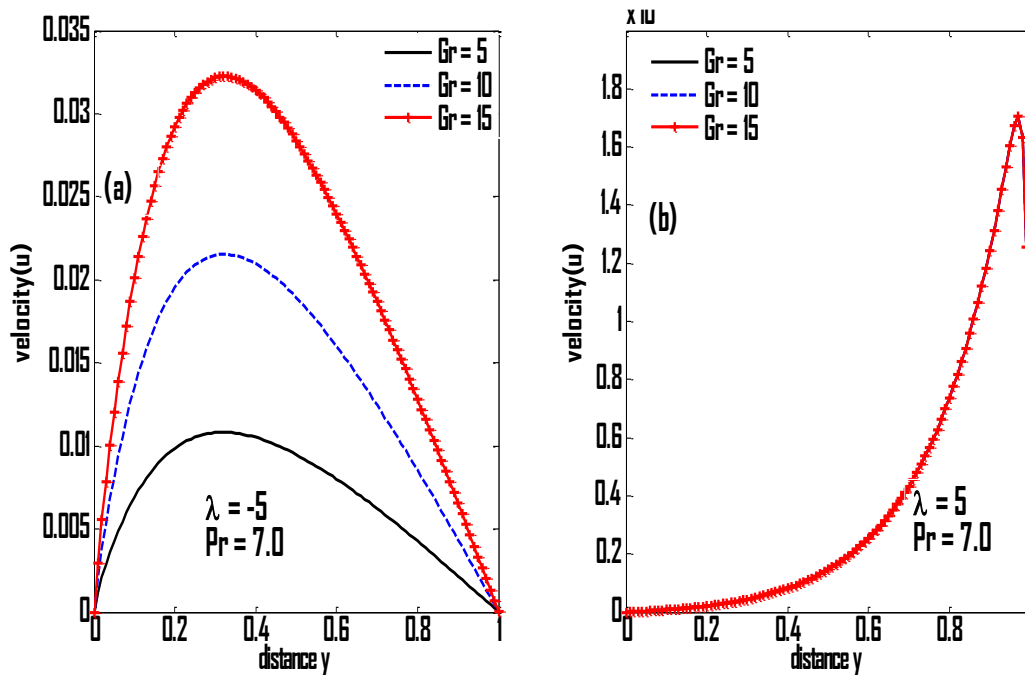 0.035
0.03
0.025
0.02
0.015
0.01
0.005
0
velocity(u)
(a)
Gr = 5
Gr = 10
Gr = 15
λ = -5
Pr = 7.0
0 0.2 0.4 0.6 0.8 1
distance y
1.8
1.6
1.4
1.2
1
0.8
0.6
0.4
0.2
0
velocity(u)
(b)
Gr = 5
Gr = 10
Gr = 15
λ = 5
Pr = 7.0
0 0.2 0.4 0.6 0.8
distance y